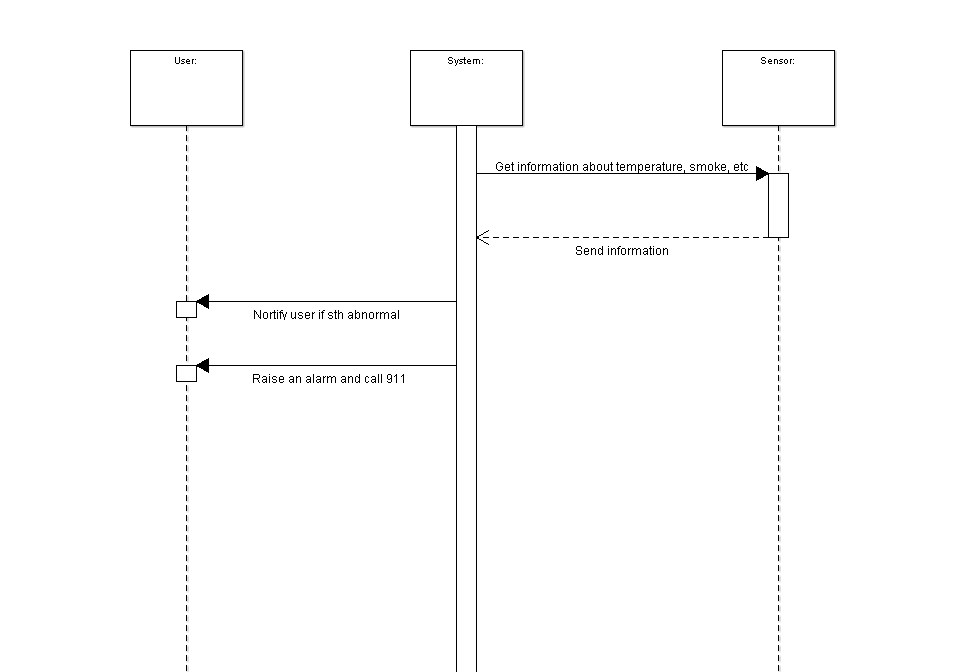 User:
System:
Sensor:
Get information about temperature, smoke, etc
Send information
Nortify user if sth abnormal
Raise an alarm and call 911